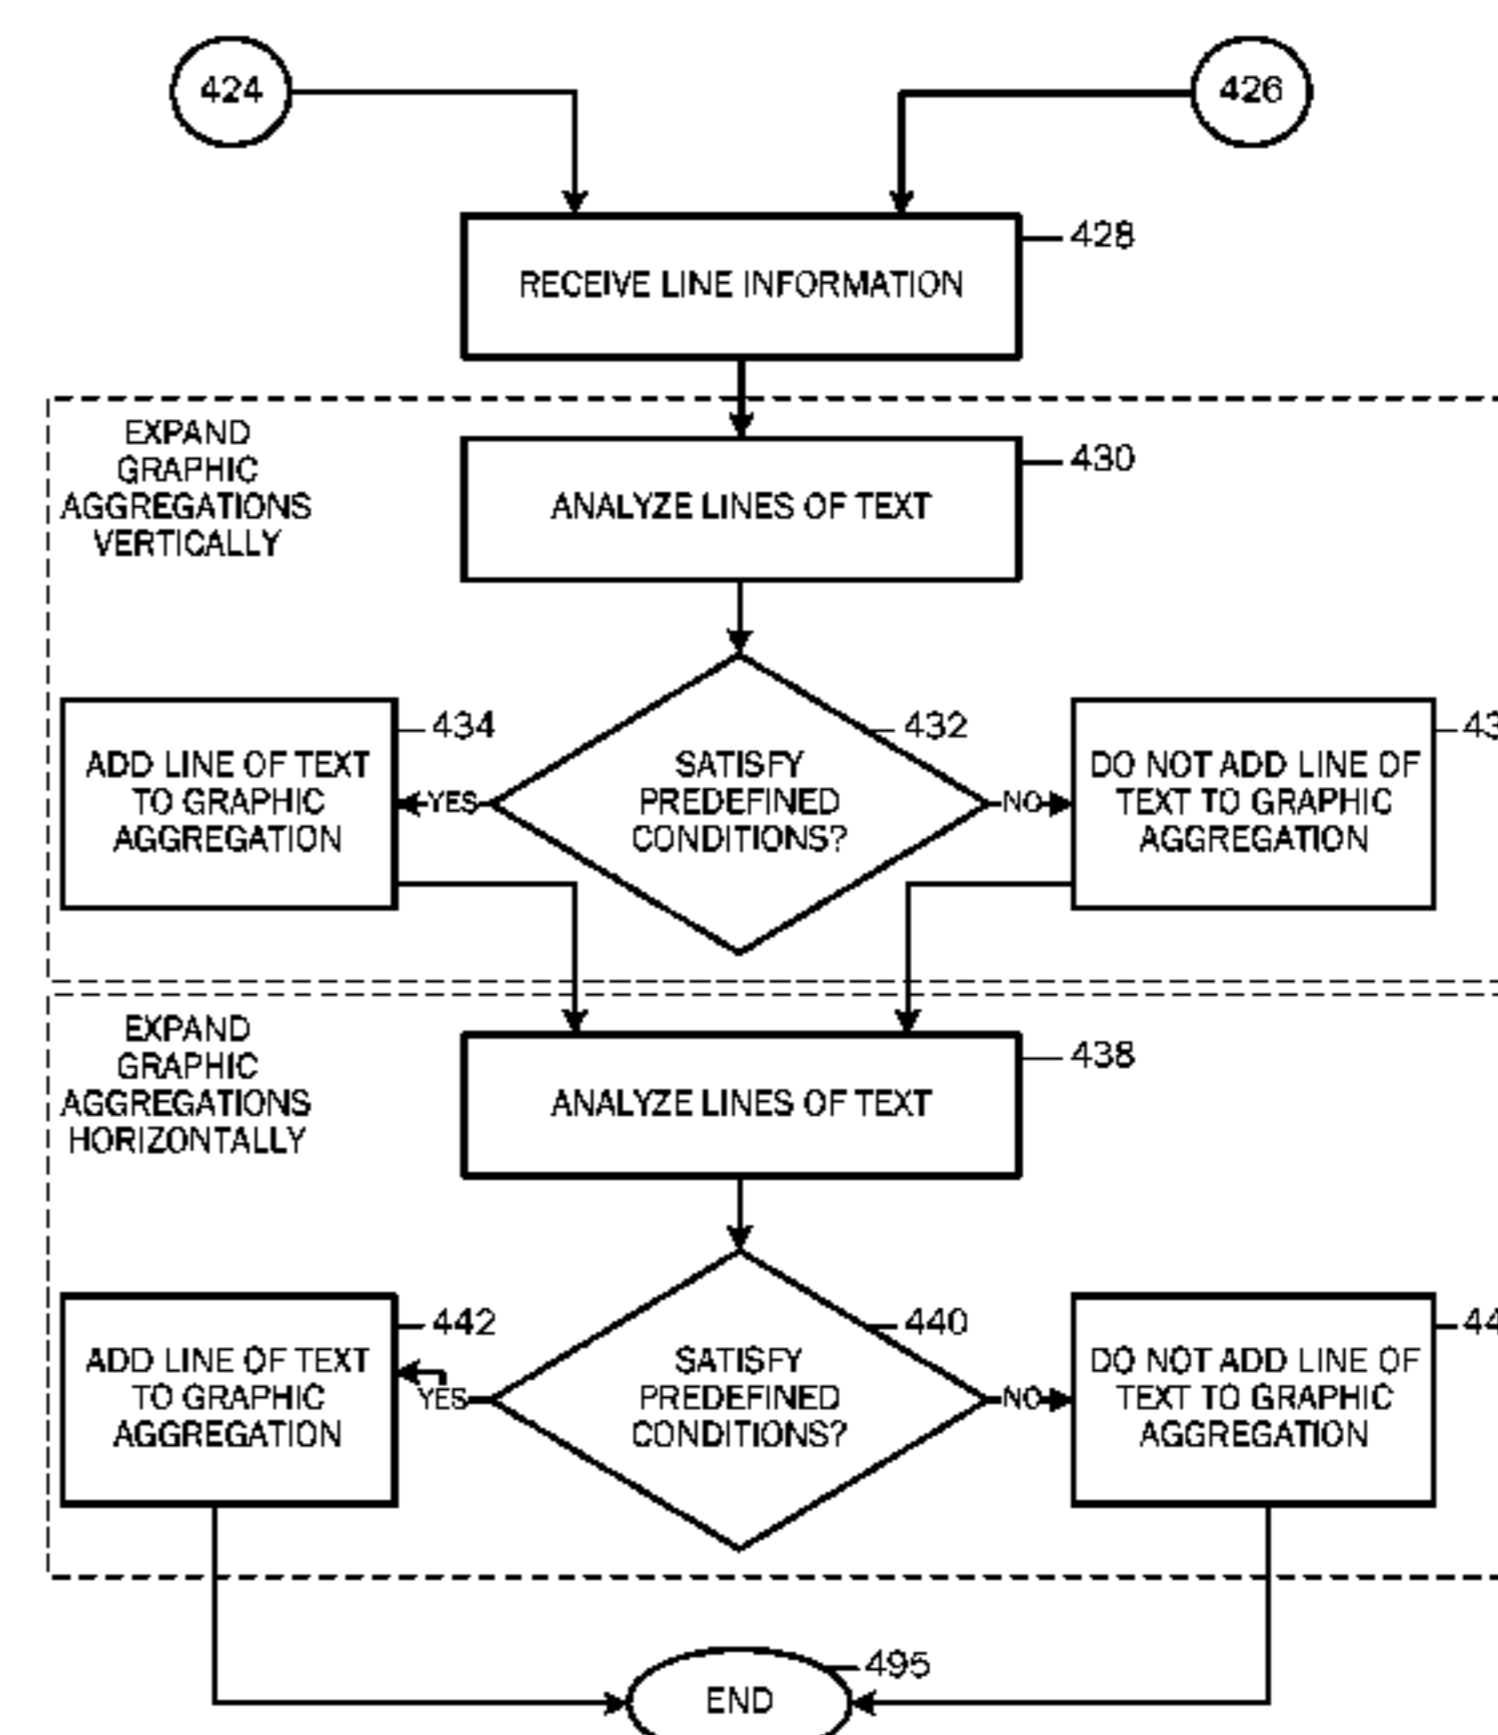 424
426
428
RECEIVE LINE INFORMATION
EXPAND
GRAPHIC
AGGREGATIONS
VERTICALLY
430
ANALYZE LINES OF TEXT
434
ADD LINE OF TEXT
TO GRAPHIC
AGGREGATION
YES
432
SATISFY
PREDEFINED
CONDITIONS?
NO
DO NOT ADD LINE OF
TEXT TO GRAPHIC
AGGREGATION
EXPAND
GRAPHIC
AGGREGATIONS
HORIZONTALLY
438
ANALYZE LINES OF TEXT
442
ADD LINE OF TEXT
TO GRAPHIC
AGGREGATION
YES
440
SATISFY
PREDEFINED
CONDITIONS?
NO
DO NOT ADD LINE OF
TEXT TO GRAPHIC
AGGREGATION
495
END